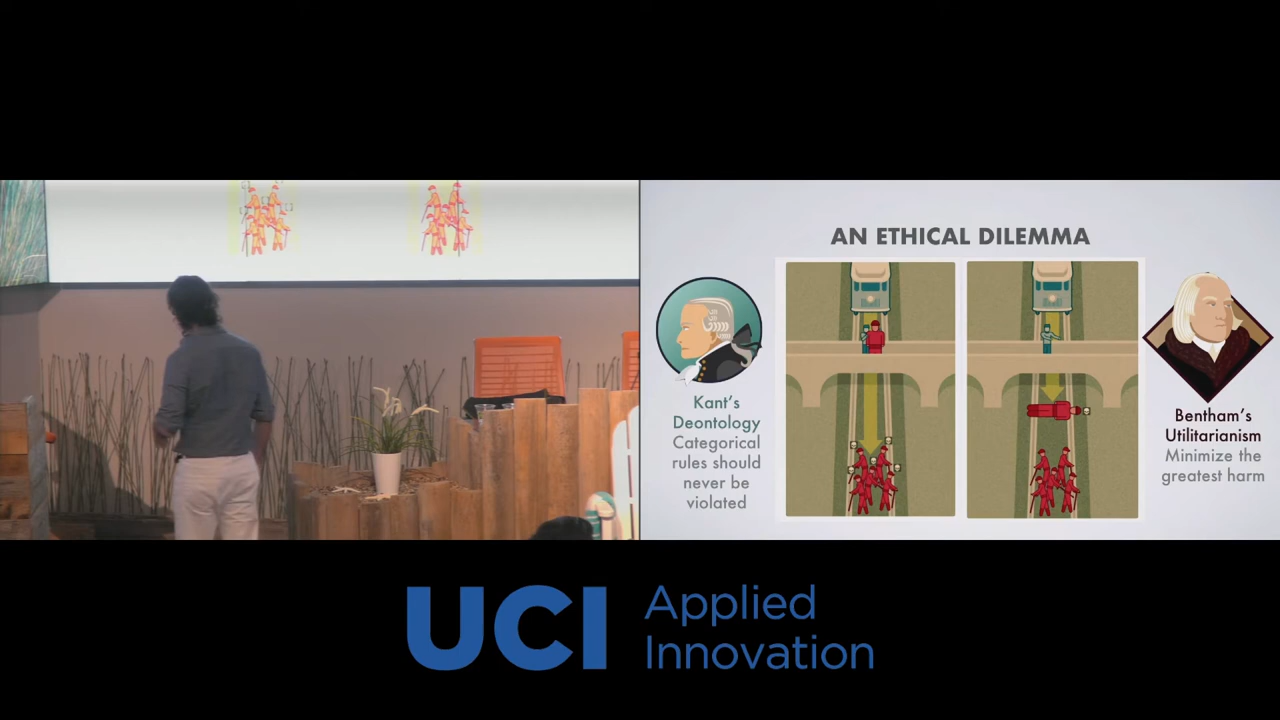 AN ETHICAL DILEMMA
Kant's
Deontology
Categorical
rules should
never be
violated
Bentham's
Utilitarianism
Minimize the
greatest harm
UCI Applied
Innovation